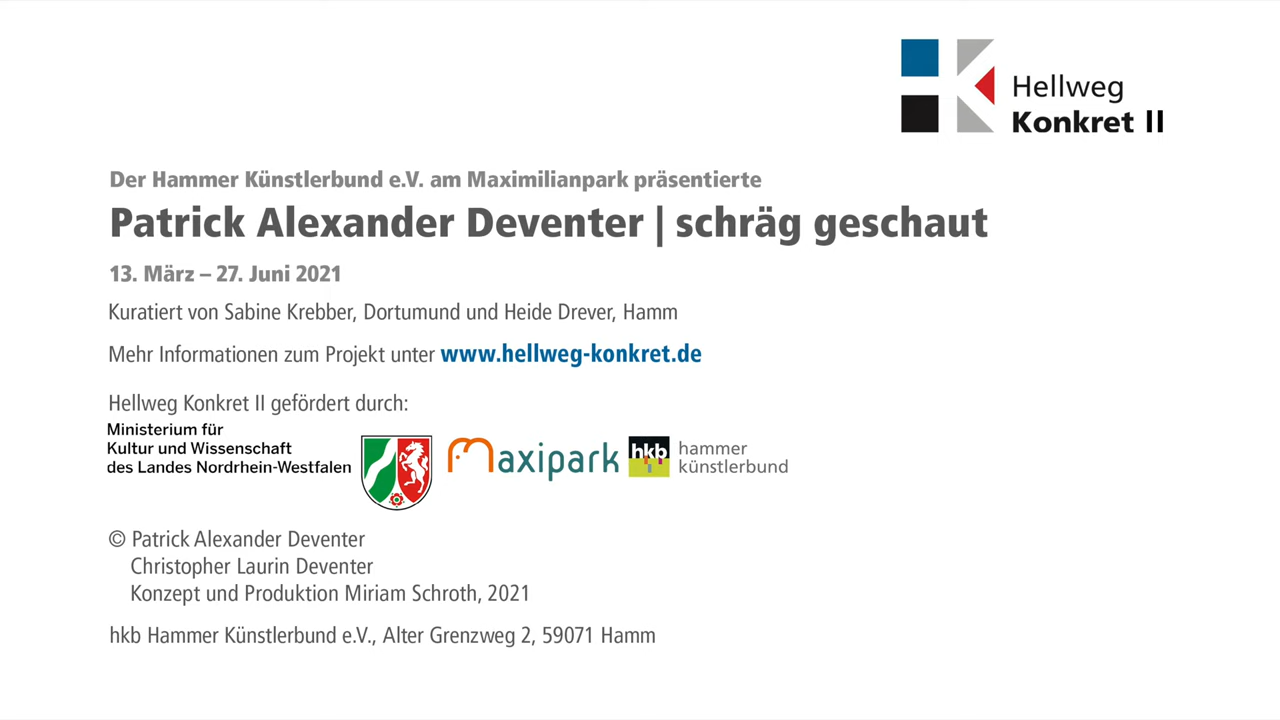 Hellweg
Konkret II
Der Hammer Künstlerbund e.V. am Maximilianpark präsentierte
Patrick Alexander Deventer | schräg geschaut
13. März – 27. Juni 2021
Kuratiert von Sabine Krebber, Dortumund und Heide Drever, Hamm
Mehr Informationen zum Projekt unter www.hellweg-konkret.de
Hellweg Konkret II gefördert durch:
Ministerium für
Kultur und Wissenschaft
des Landes Nordrhein-Westfalen
maxipark
hkb
hammer
künstlerbund
© Patrick Alexander Deventer
Christopher Laurin Deventer
Konzept und Produktion Miriam Schroth, 2021
hkb Hammer Künstlerbund e.V., Alter Grenzweg 2, 59071 Hamm